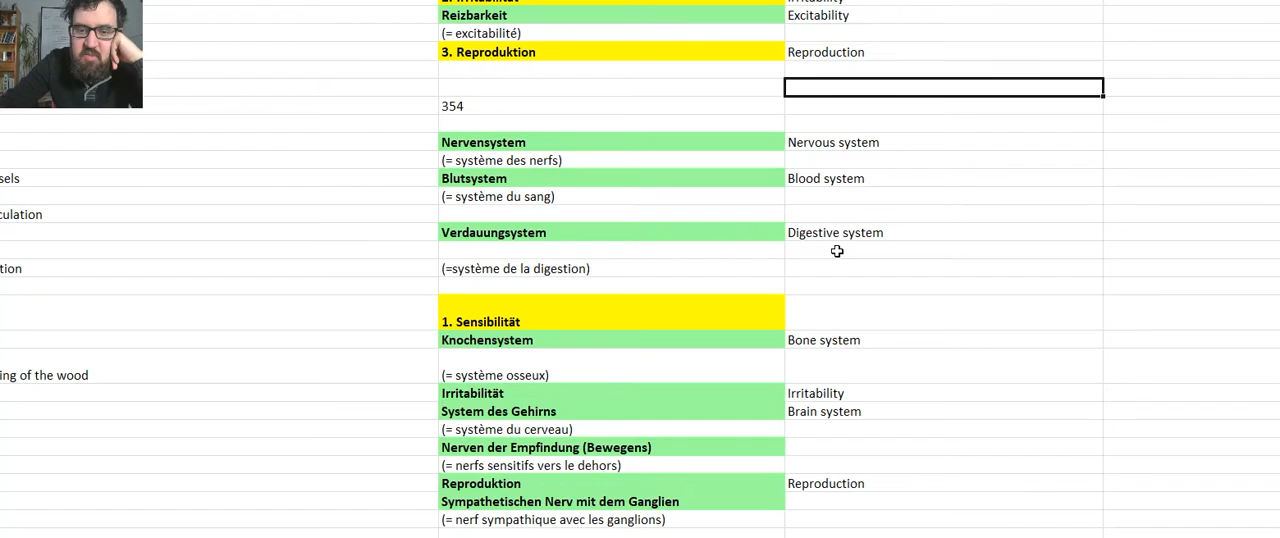 2. Irritabilität Irritability
Reizbarkeit Excitability
(= excitabilité)
3. Reproduktion Reproduction
354
Nervensystem Nervous system
(= système des nerfs)
sels Blutsystem Blood system
(= système du sang)
culation
Verdauungsystem Digestive system
tion (=système de la digestion)
1. Sensibilität
Knochensystem Bone system
ing of the wood (= système osseux)
Irritabilität Irritability
System des Gehirns Brain system
(= système du cerveau)
Nerven der Empfindung (Bewegens)
(= nerfs sensitifs vers le dehors)
Reproduktion Reproduction
Sympathetischen Nerv mit dem Ganglien
(= nerf sympathique avec les ganglions)